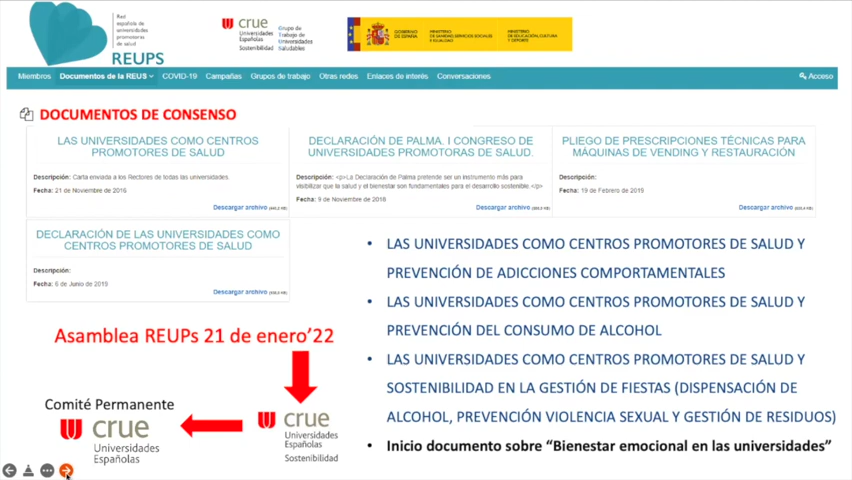 Red
española de
universidades
promotoras
de salud
REUPS
crue
Universidades
Españolas
Sostenibilidad
Grupo de
Trabajo de
Universidades
Saludables
GOBIERNO
DE ESPAÑA
MINISTERIO
Miembros Documentos de la REUS COVID-19 Campañas Grupos de trabajo Otras redes Enlaces de interés Conversaciones Acceso
DOCUMENTOS DE CONSENSO
LAS UNIVERSIDADES COMO CENTROS
PROMOTORES DE SALUD
Descripción: Carta enviada a los Rectores de todas las universidades.
Fecha: 21 de Noviembre de 2016
Descargar archivo
DECLARACIÓN DE PALMA. I CONGRESO DE
UNIVERSIDADES PROMOTORAS DE SALUD.
Descripción: <p>La Declaración de Palma pretende ser un instrumento más para
visibilizar que la salud y el bienestar son fundamentales para el desarrollo sostenible.</p>
Fecha: 9 de Noviembre de 2018
Descargar archivo
PLIEGO DE PRESCRIPCIONES TÉCNICAS PARA
MÁQUINAS DE VENDING Y RESTAURACIÓN
Descripción:
Fecha: 19 de Febrero de 2019
Descargar archivo
DECLARACIÓN DE LAS UNIVERSIDADES COMO
CENTROS PROMOTORES DE SALUD
Descripción:
Fecha: 6 de Junio de 2019
Descargar archivo
• LAS UNIVERSIDADES COMO CENTROS PROMOTORES DE SALUD Y
PREVENCIÓN DE ADICCIONES COMPORTAMENTALES
• LAS UNIVERSIDADES COMO CENTROS PROMOTORES DE SALUD Y
PREVENCIÓN DEL CONSUMO DE ALCOHOL
• LAS UNIVERSIDADES COMO CENTROS PROMOTORES DE SALUD Y
SOSTENIBILIDAD EN LA GESTIÓN DE FIESTAS (DISPENSACIÓN DE
ALCOHOL, PREVENCIÓN VIOLENCIA SEXUAL Y GESTIÓN DE RESIDUOS)
• Inicio documento sobre “Bienestar emocional en las universidades”
Asamblea REUPs 21 de enero’22
Comité Permanente
crue
Universidades
Españolas
crue
Universidades
Españolas
Sostenibilidad